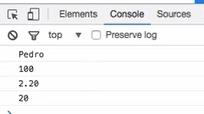 Elements Console Sources
top Preserve log
Pedro
100
2.20
20